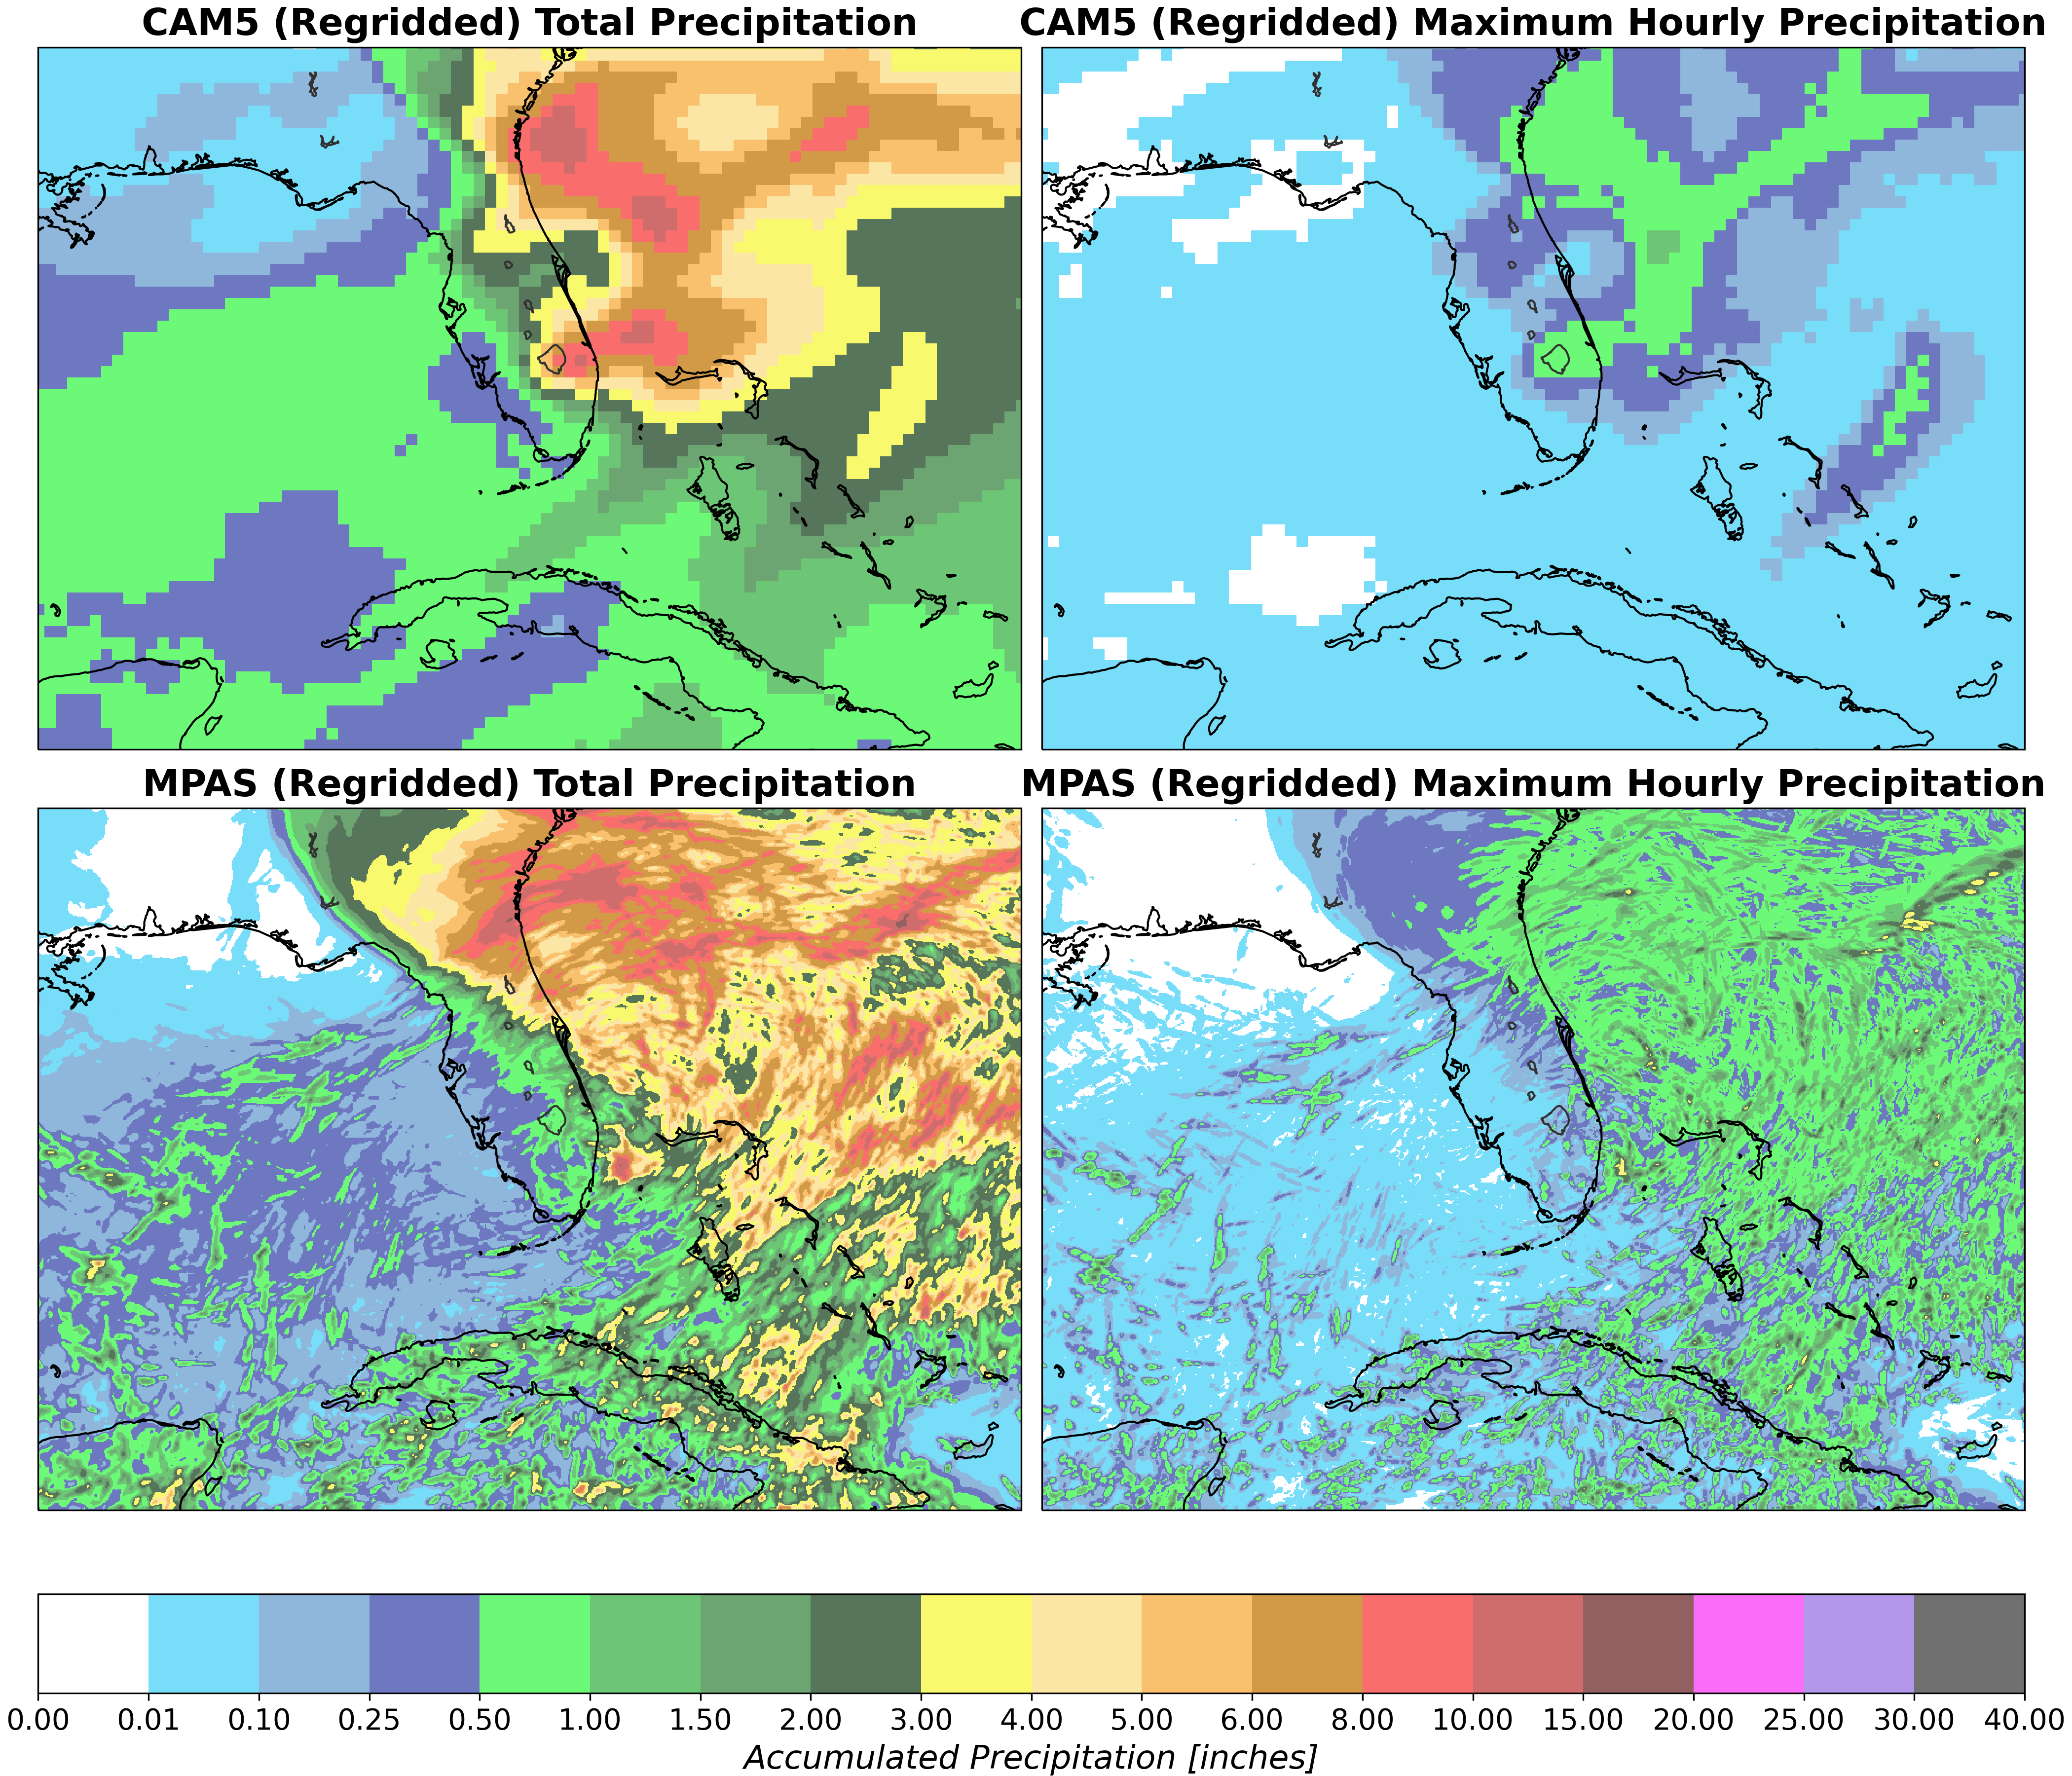 CAM5 (Regridded) Total Precipitation
CAM5 (Regridded) Maximum Hourly Precipitation
MPAS (Regridded) Total Precipitation
MPAS (Regridded) Maximum Hourly Precipitation
0.00 0.01 0.10 0.25 0.50 1.00 1.50 2.00 3.00 4.00 5.00 6.00 8.00 10.00 15.00 20.00 25.00 30.00 40.00
Accumulated Precipitation [inches]